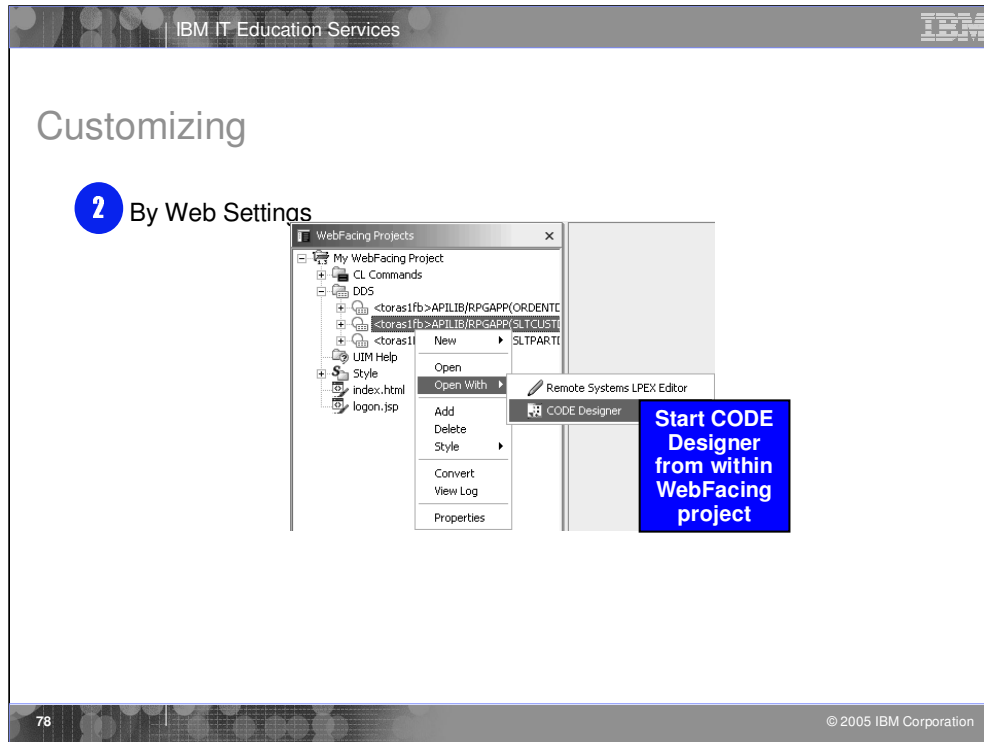 IBM IT Education Services
IBM
Customizing
2 By Web Settings
WebFacing Projects
My WebFacing Project
CL Commands
DDS
<toras1fb>APILIB/RPGAPP(ORDENTD
<toras1fb>APILIB/RPGAPP(SLTCUSTD
<toras1f SLTPARTD
UIM Help
Style
index.html
logon.jsp
New
Open
Open With
Add
Delete
Style
Convert
View Log
Properties
Remote Systems LPEX Editor
CODE Designer
Start CODE
Designer
from within
WebFacing
project
78
© 2005 IBM Corporation